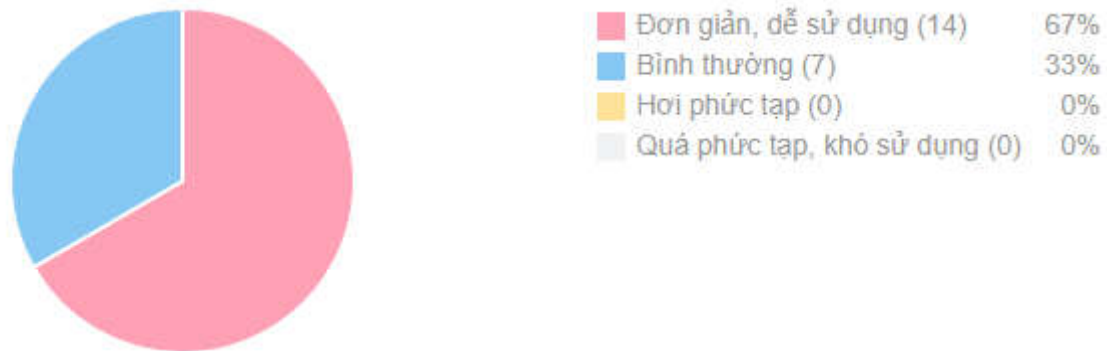 Đơn giản, dễ sử dụng (14) 67%
Bình thường (7) 33%
Hơi phức tạp (0) 0%
Quá phức tạp, khó sử dụng (0) 0%